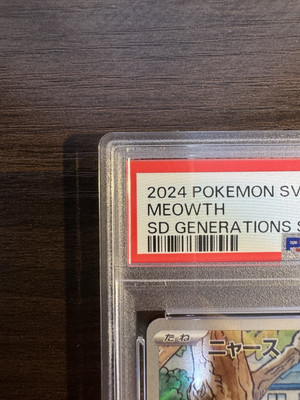 2024 POKEMON SV
MEOWTH
SD GENERATIONS S
たね ニャース